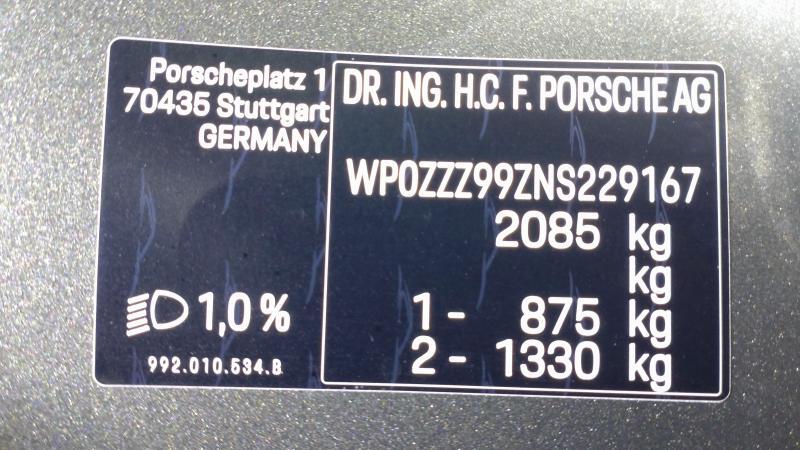 Porscheplatz 1
70435 Stuttgart
GERMANY
1,0 %
992.010.534.B
DR. ING. H.C. F. PORSCHE AG
WP0ZZZ99ZNS229167
2085 kg
kg
1 - 875 kg
2 - 1330 kg